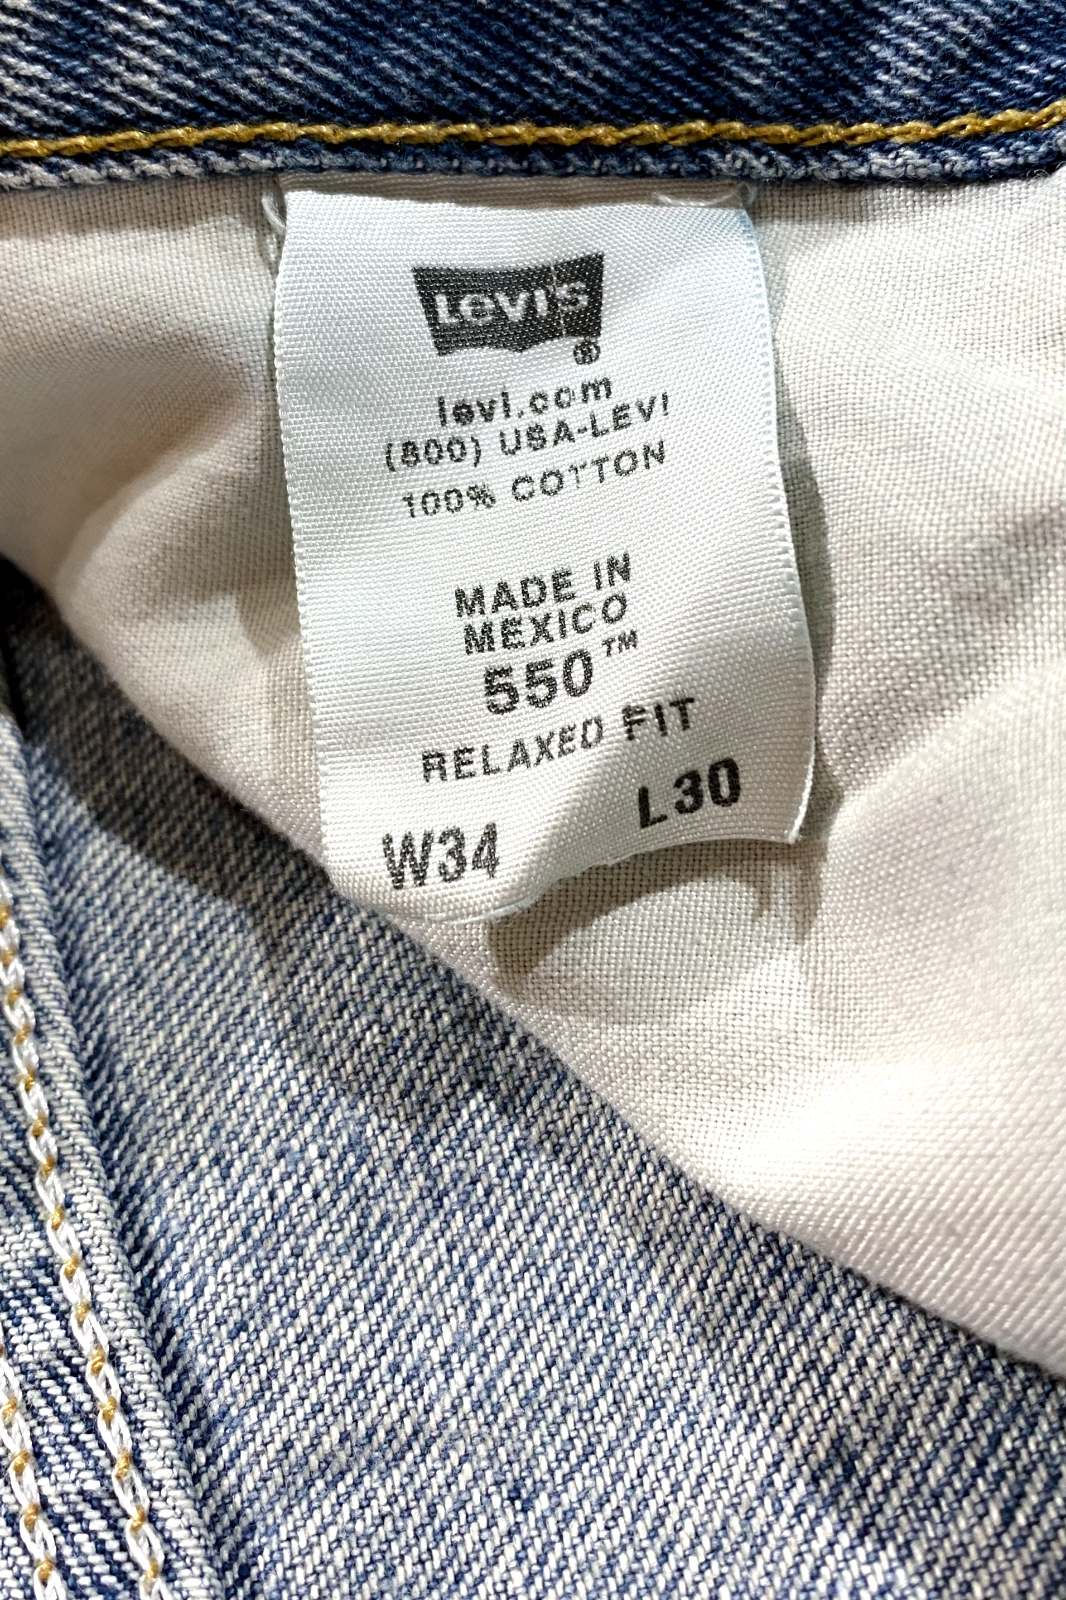 Levi's
®
levi.com
(800) USA-LEVI
100% COTTON
MADE IN
MEXICO
550™
RELAXED FIT
W34 L30